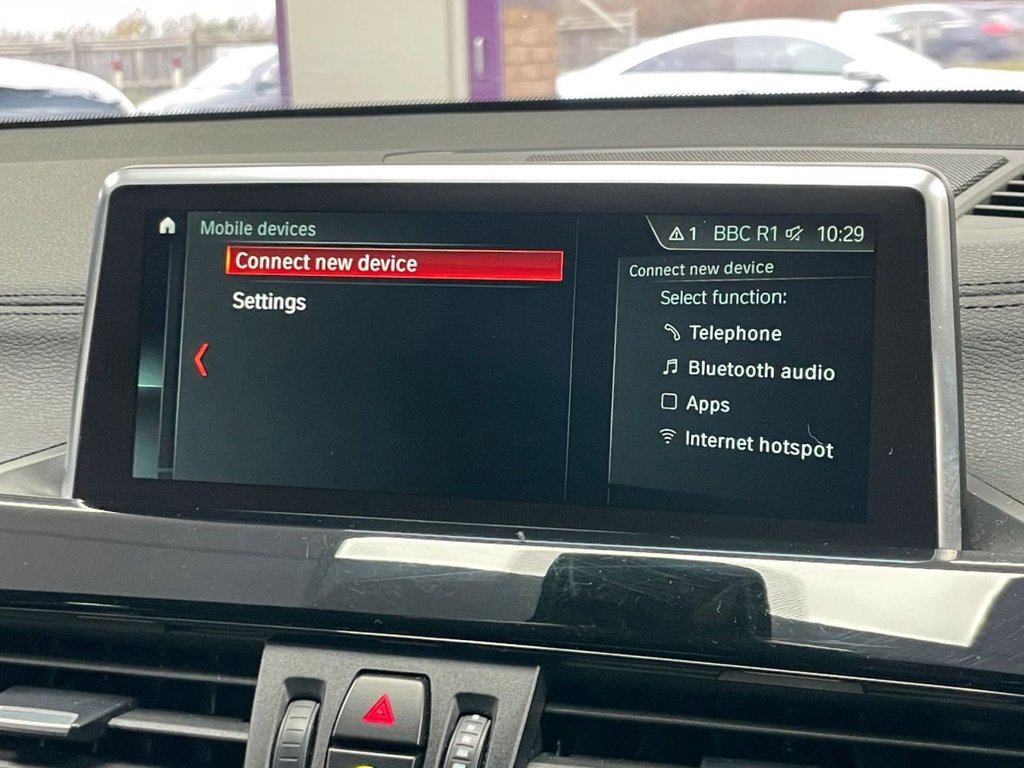 Mobile devices
1 BBC R1 10:29
Connect new device
Settings
Connect new device
Select function:
Telephone
Bluetooth audio
Apps
Internet hotspot